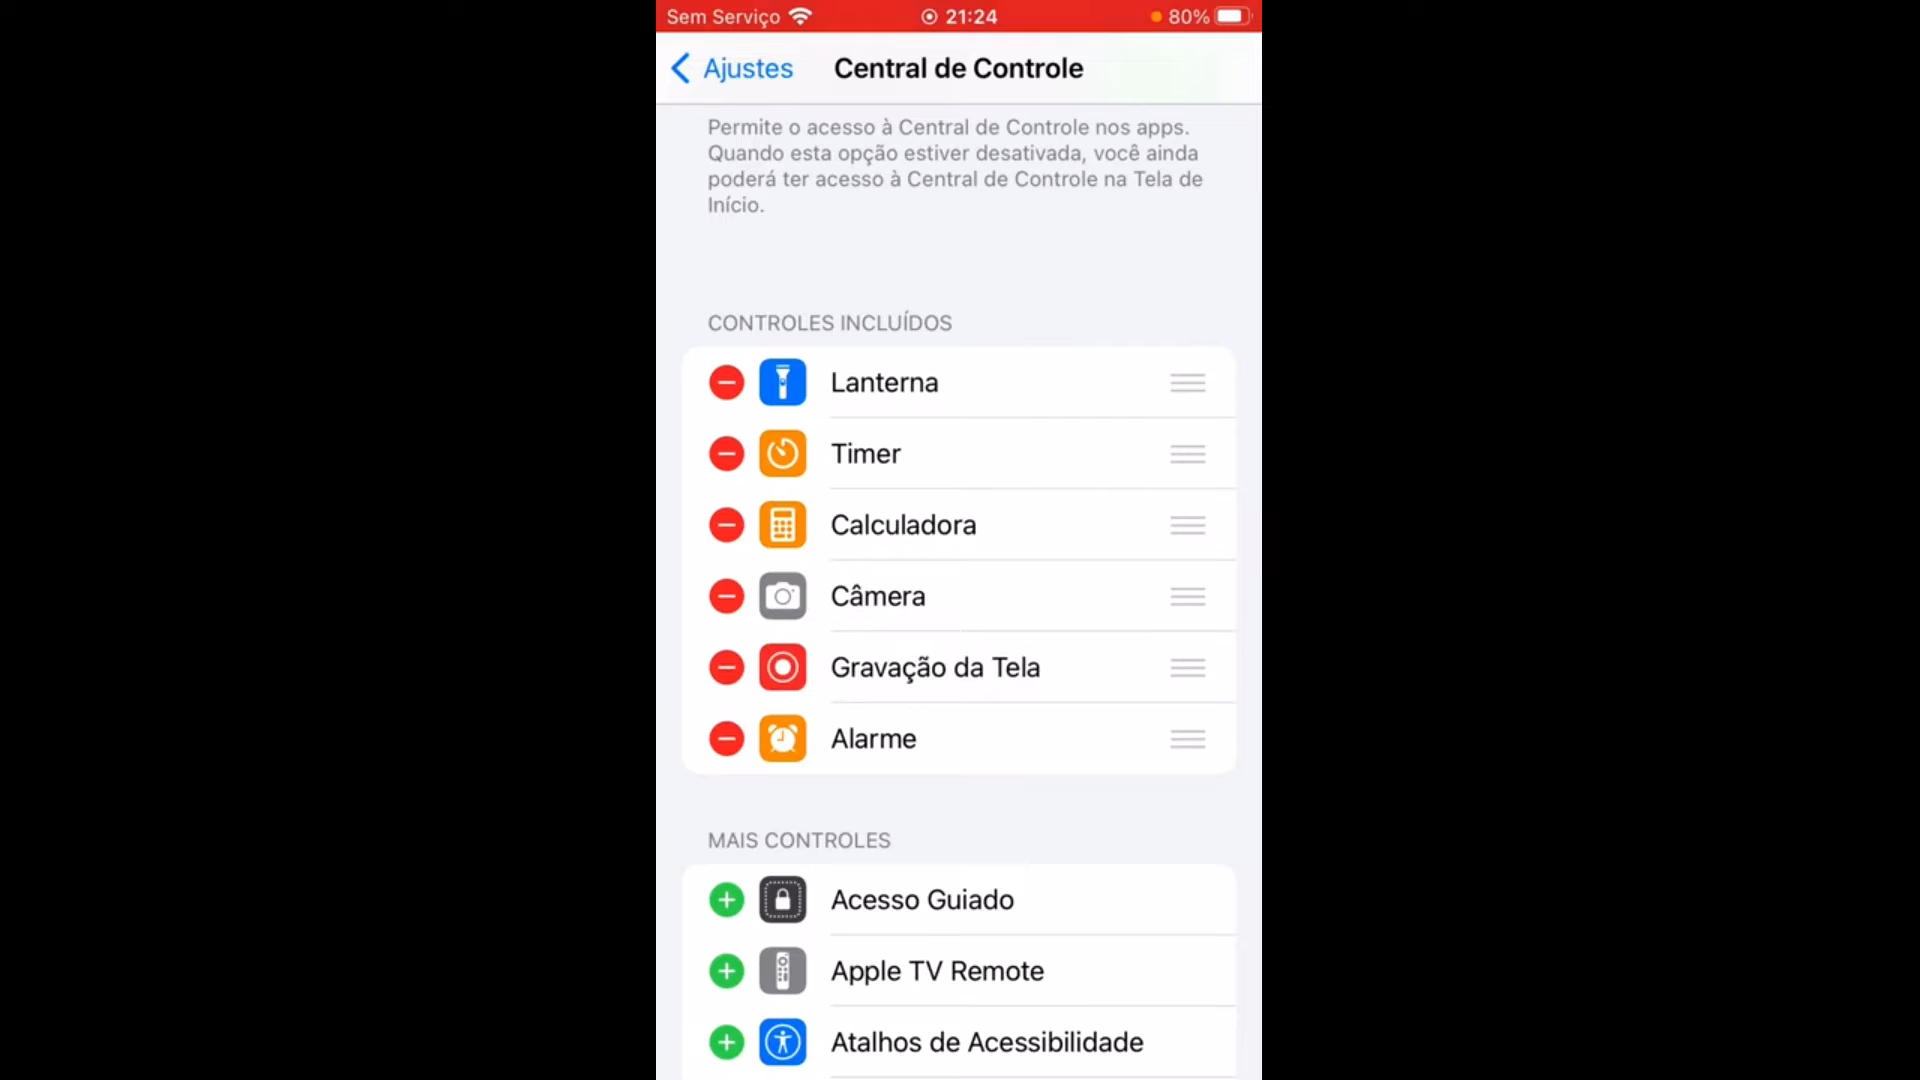 Sem Serviço
21:24
80%
Ajustes
Central de Controle
Permite o acesso à Central de Controle nos apps.
Quando esta opção estiver desativada, você ainda
poderá ter acesso à Central de Controle na Tela de
Início.
CONTROLES INCLUÍDOS
Lanterna
Timer
Calculadora
Câmera
Gravação da Tela
Alarme
MAIS CONTROLES
Acesso Guiado
Apple TV Remote
Atalhos de Acessibilidade